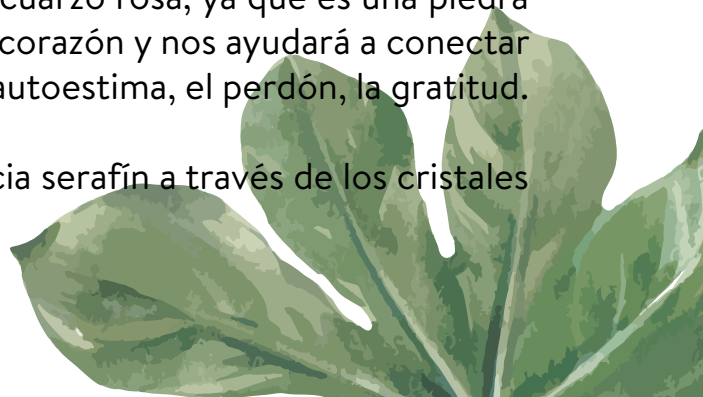 cuarzo rosa, ya que es una piedra
corazón y nos ayudará a conectar
autoestima, el perdón, la gratitud.
serafín a través de los cristales